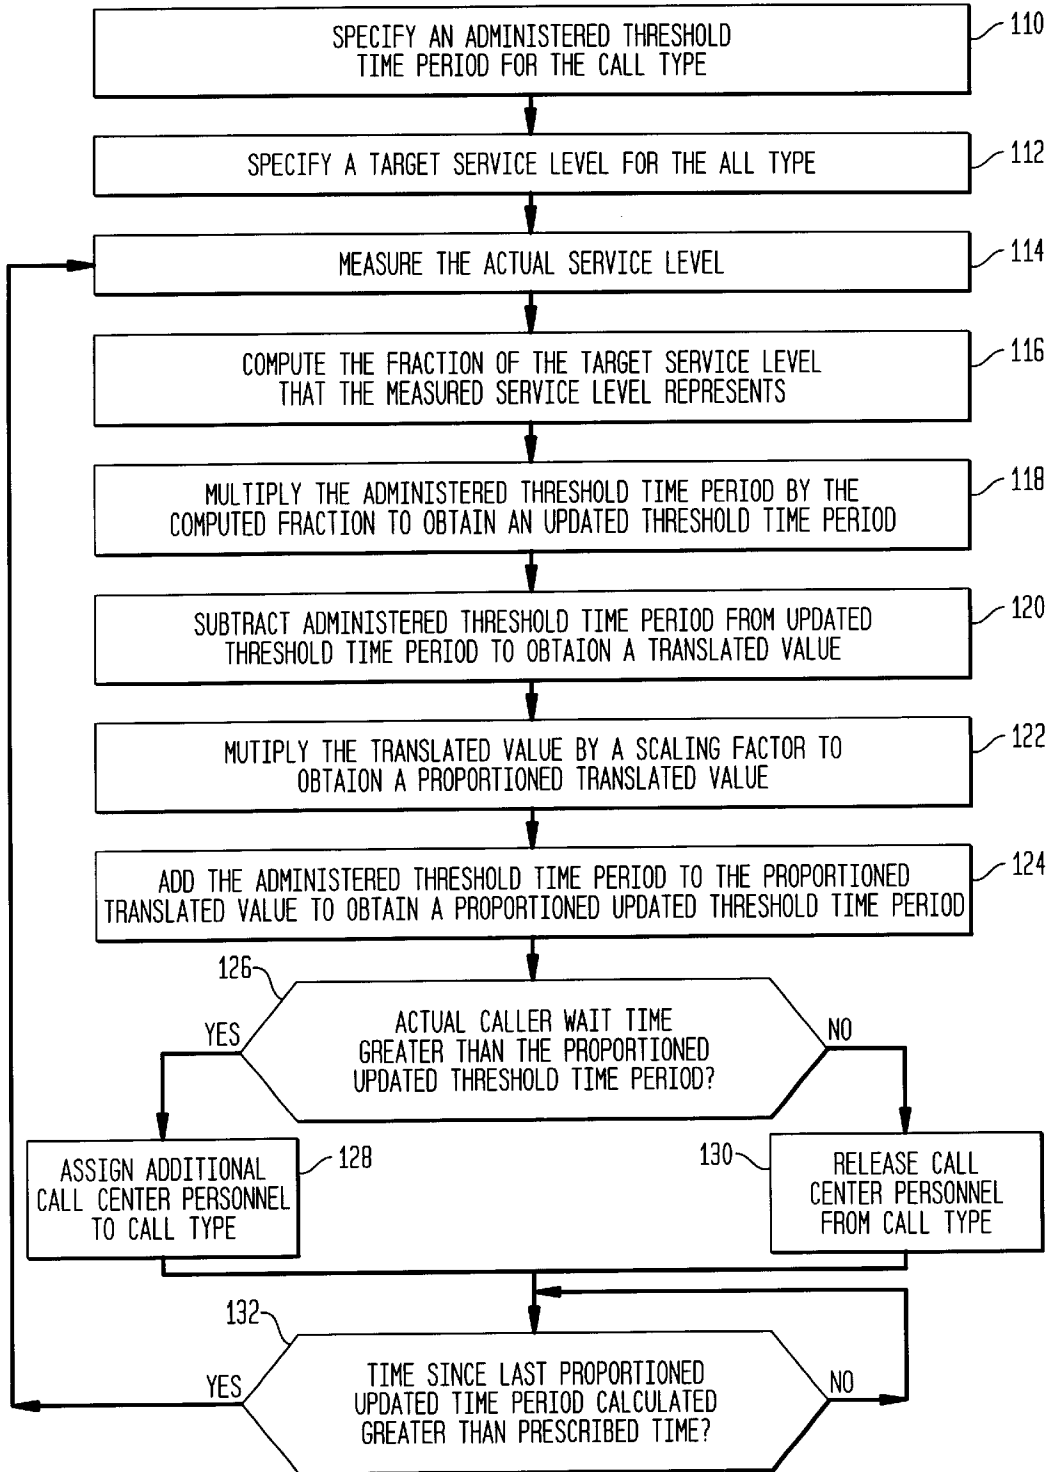 SPECIFY AN ADMINISTERED THRESHOLD
TIME PERIOD FOR THE CALL TYPE
110
SPECIFY A TARGET SERVICE LEVEL FOR THE ALL TYPE
112
MEASURE THE ACTUAL SERVICE LEVEL
114
COMPUTE THE FRACTION OF THE TARGET SERVICE LEVEL
THAT THE MEASURED SERVICE LEVEL REPRESENTS
116
MULTIPLY THE ADMINISTERED THRESHOLD TIME PERIOD BY THE
COMPUTED FRACTION TO OBTAIN AN UPDATED THRESHOLD TIME PERIOD
118
SUBTRACT ADMINISTERED THRESHOLD TIME PERIOD FROM UPDATED
THRESHOLD TIME PERIOD TO OBTAION A TRANSLATED VALUE
120
MUTIPLY THE TRANSLATED VALUE BY A SCALING FACTOR TO
OBTAION A PROPORTIONED TRANSLATED VALUE
122
ADD THE ADMINISTERED THRESHOLD TIME PERIOD TO THE PROPORTIONED
TRANSLATED VALUE TO OBTAIN A PROPORTIONED UPDATED THRESHOLD TIME PERIOD
124
126
YES
ACTUAL CALLER WAIT TIME
GREATER THAN THE PROPORTIONED
UPDATED THRESHOLD TIME PERIOD?
NO
ASSIGN ADDITIONAL
CALL CENTER PERSONNEL
TO CALL TYPE
128
130
RELEASE CALL
CENTER PERSONNEL
FROM CALL TYPE
132
YES
TIME SINCE LAST PROPORTIONED
UPDATED TIME PERIOD CALCULATED
GREATER THAN PRESCRIBED TIME?
NO